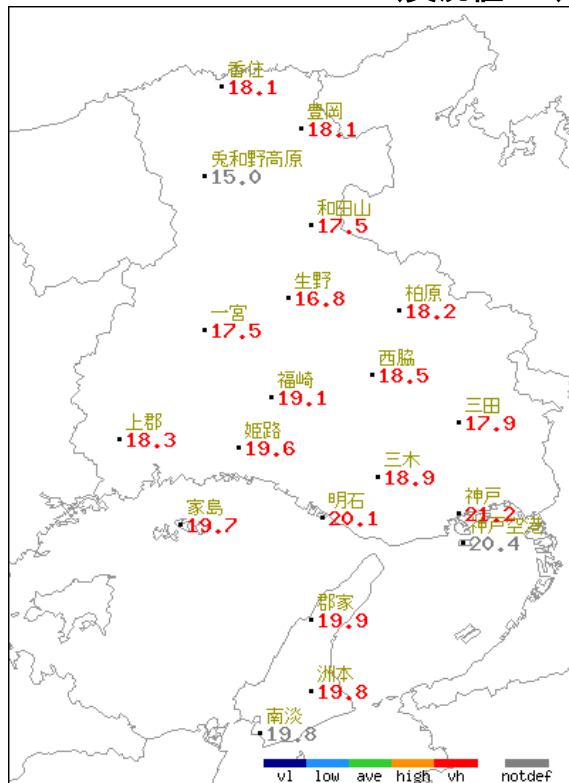 香住
18.1
豊岡
18.1
兎和野高原
15.0
和田山
17.5
生野
16.8
柏原
18.2
一宮
17.5
西脇
18.5
福崎
19.1
三田
17.9
上郡
18.3
姫路
19.6
三木
18.9
家島
19.7
明石
20.1
神戸
21.2
神戸空港
20.4
郡家
19.9
洲本
19.8
南淡
19.8
vl low ave high vh notdef